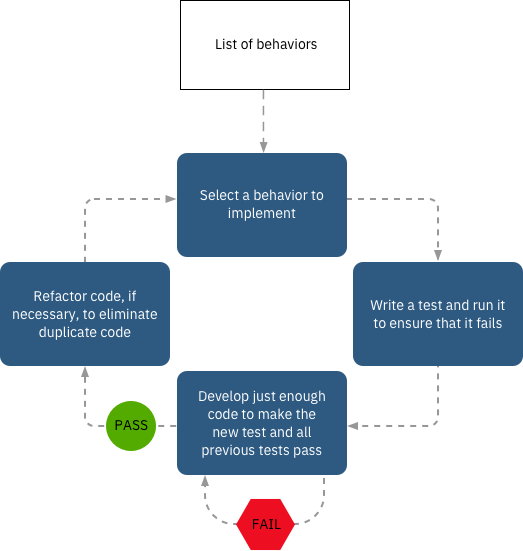 List of behaviors
Select a behavior to
implement
Refactor code, if
necessary, to eliminate
duplicate code
Write a test and run it
to ensure that it fails
Develop just enough
code to make the
new test and all
previous tests pass
PASS
FAIL